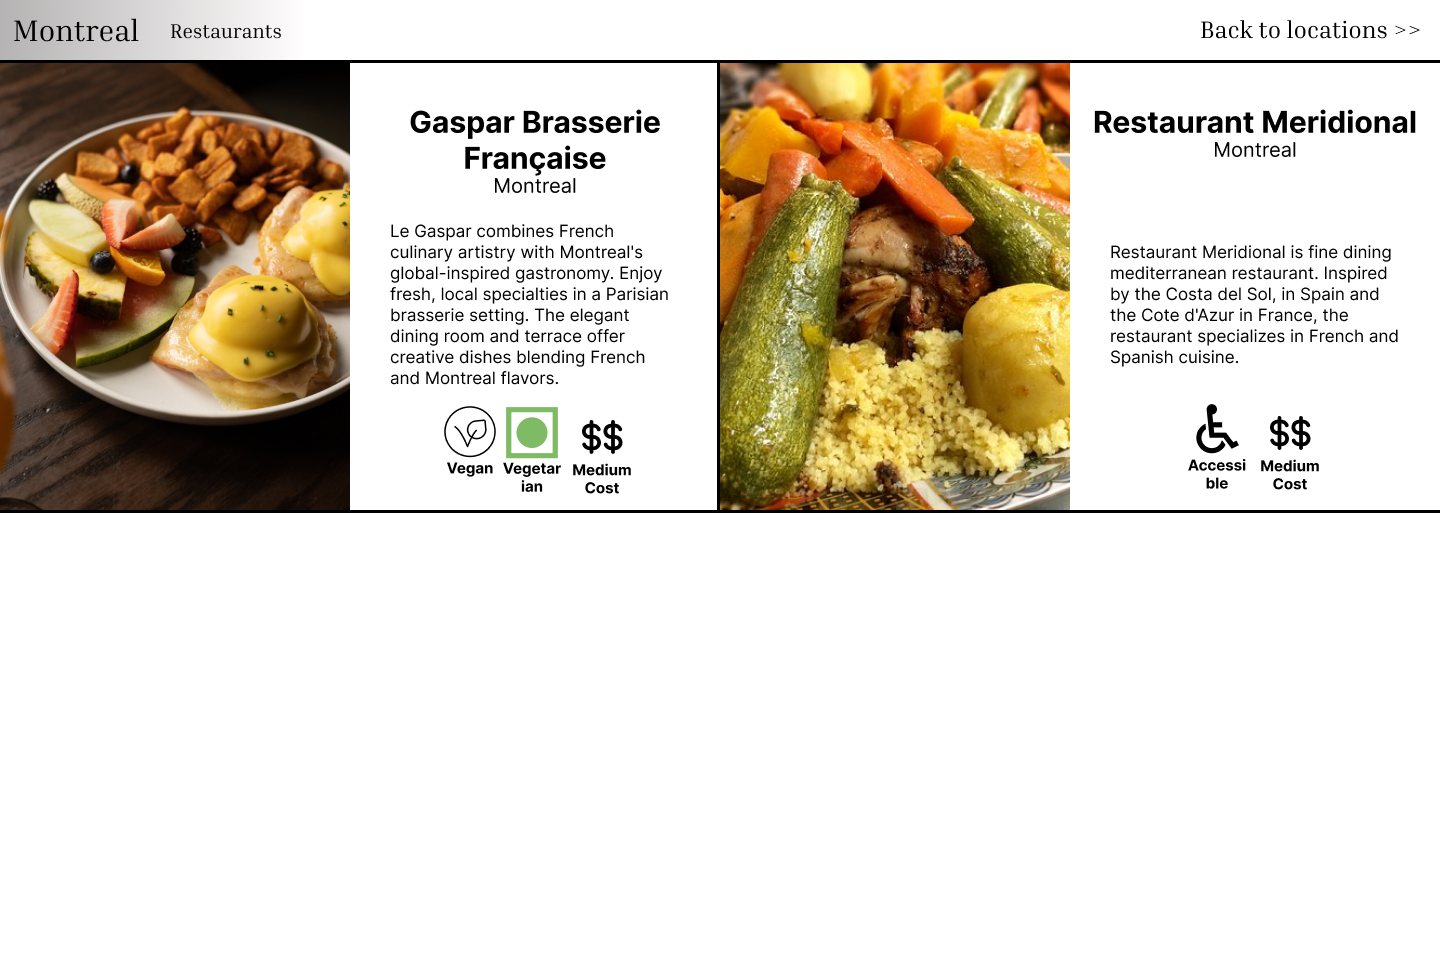 Montreal
Restaurants
Back to locations >>
Gaspar Brasserie
Française
Montreal
Le Gaspar combines French
culinary artistry with Montreal's
global-inspired gastronomy. Enjoy
fresh, local specialties in a Parisian
brasserie setting. The elegant
dining room and terrace offer
creative dishes blending French
and Montreal flavors.
Vegan
Vegetar
ian
$$
Medium
Cost
Restaurant Meridional
Montreal
Restaurant Meridional is fine dining
mediterranean restaurant. Inspired
by the Costa del Sol, in Spain and
the Cote d'Azur in France, the
restaurant specializes in French and
Spanish cuisine.
Accessi
ble
$$
Medium
Cost